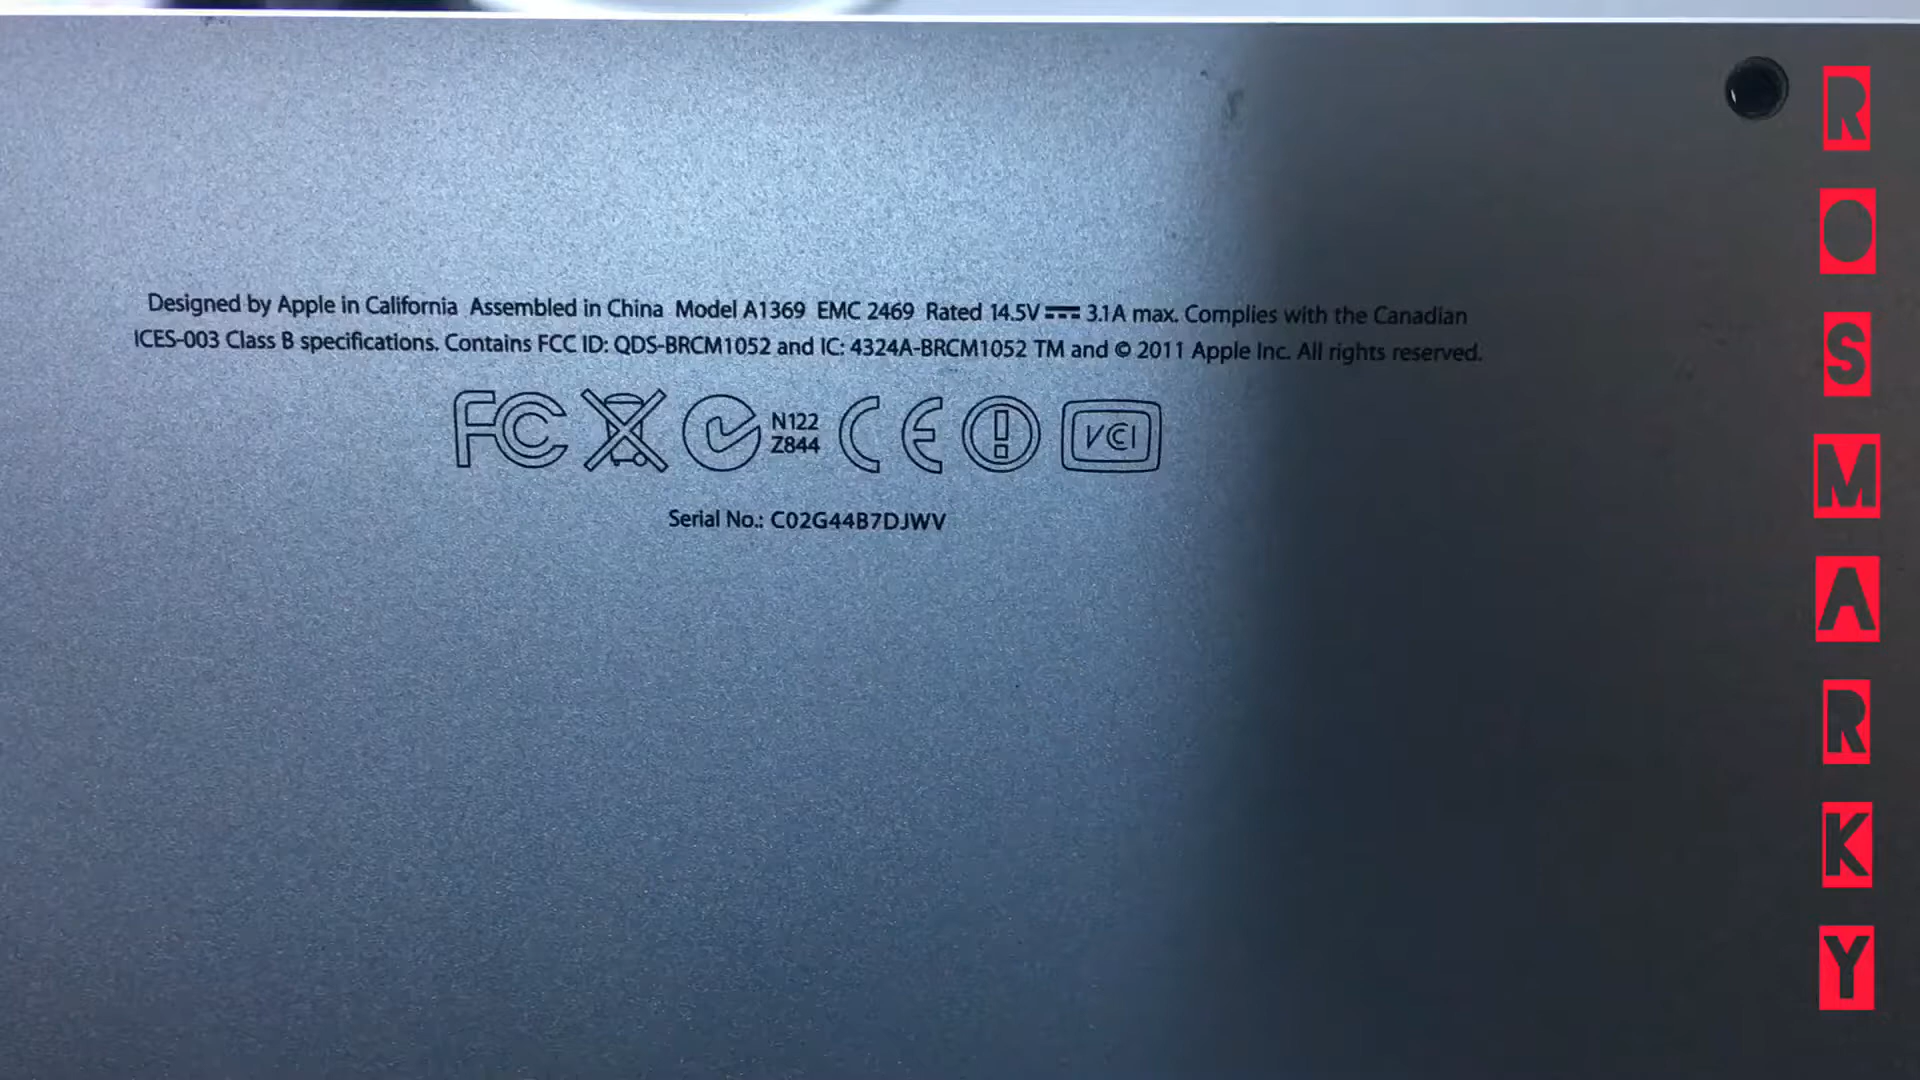 Designed by Apple in California Assembled in China Model A1369 EMC 2469 Rated 14.5V⎓3.1A max. Complies with the Canadian
ICES-003 Class B specifications. Contains FCC ID: QDS-BRCM1052 and IC: 4324A-BRCM1052 TM and © 2011 Apple Inc. All rights reserved.
FC
N122
Z844
CE
VCI
Serial No.: C02G44B7DJWV
ROSMARKY